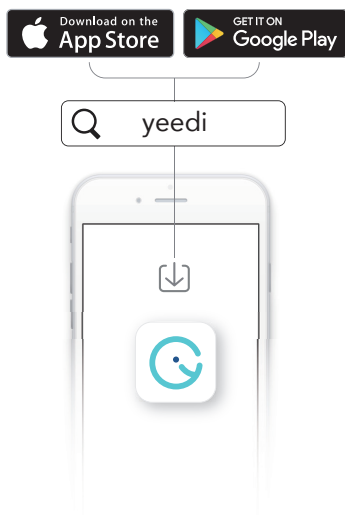 Download on the
App Store
GET IT ON
Google Play
yeedi